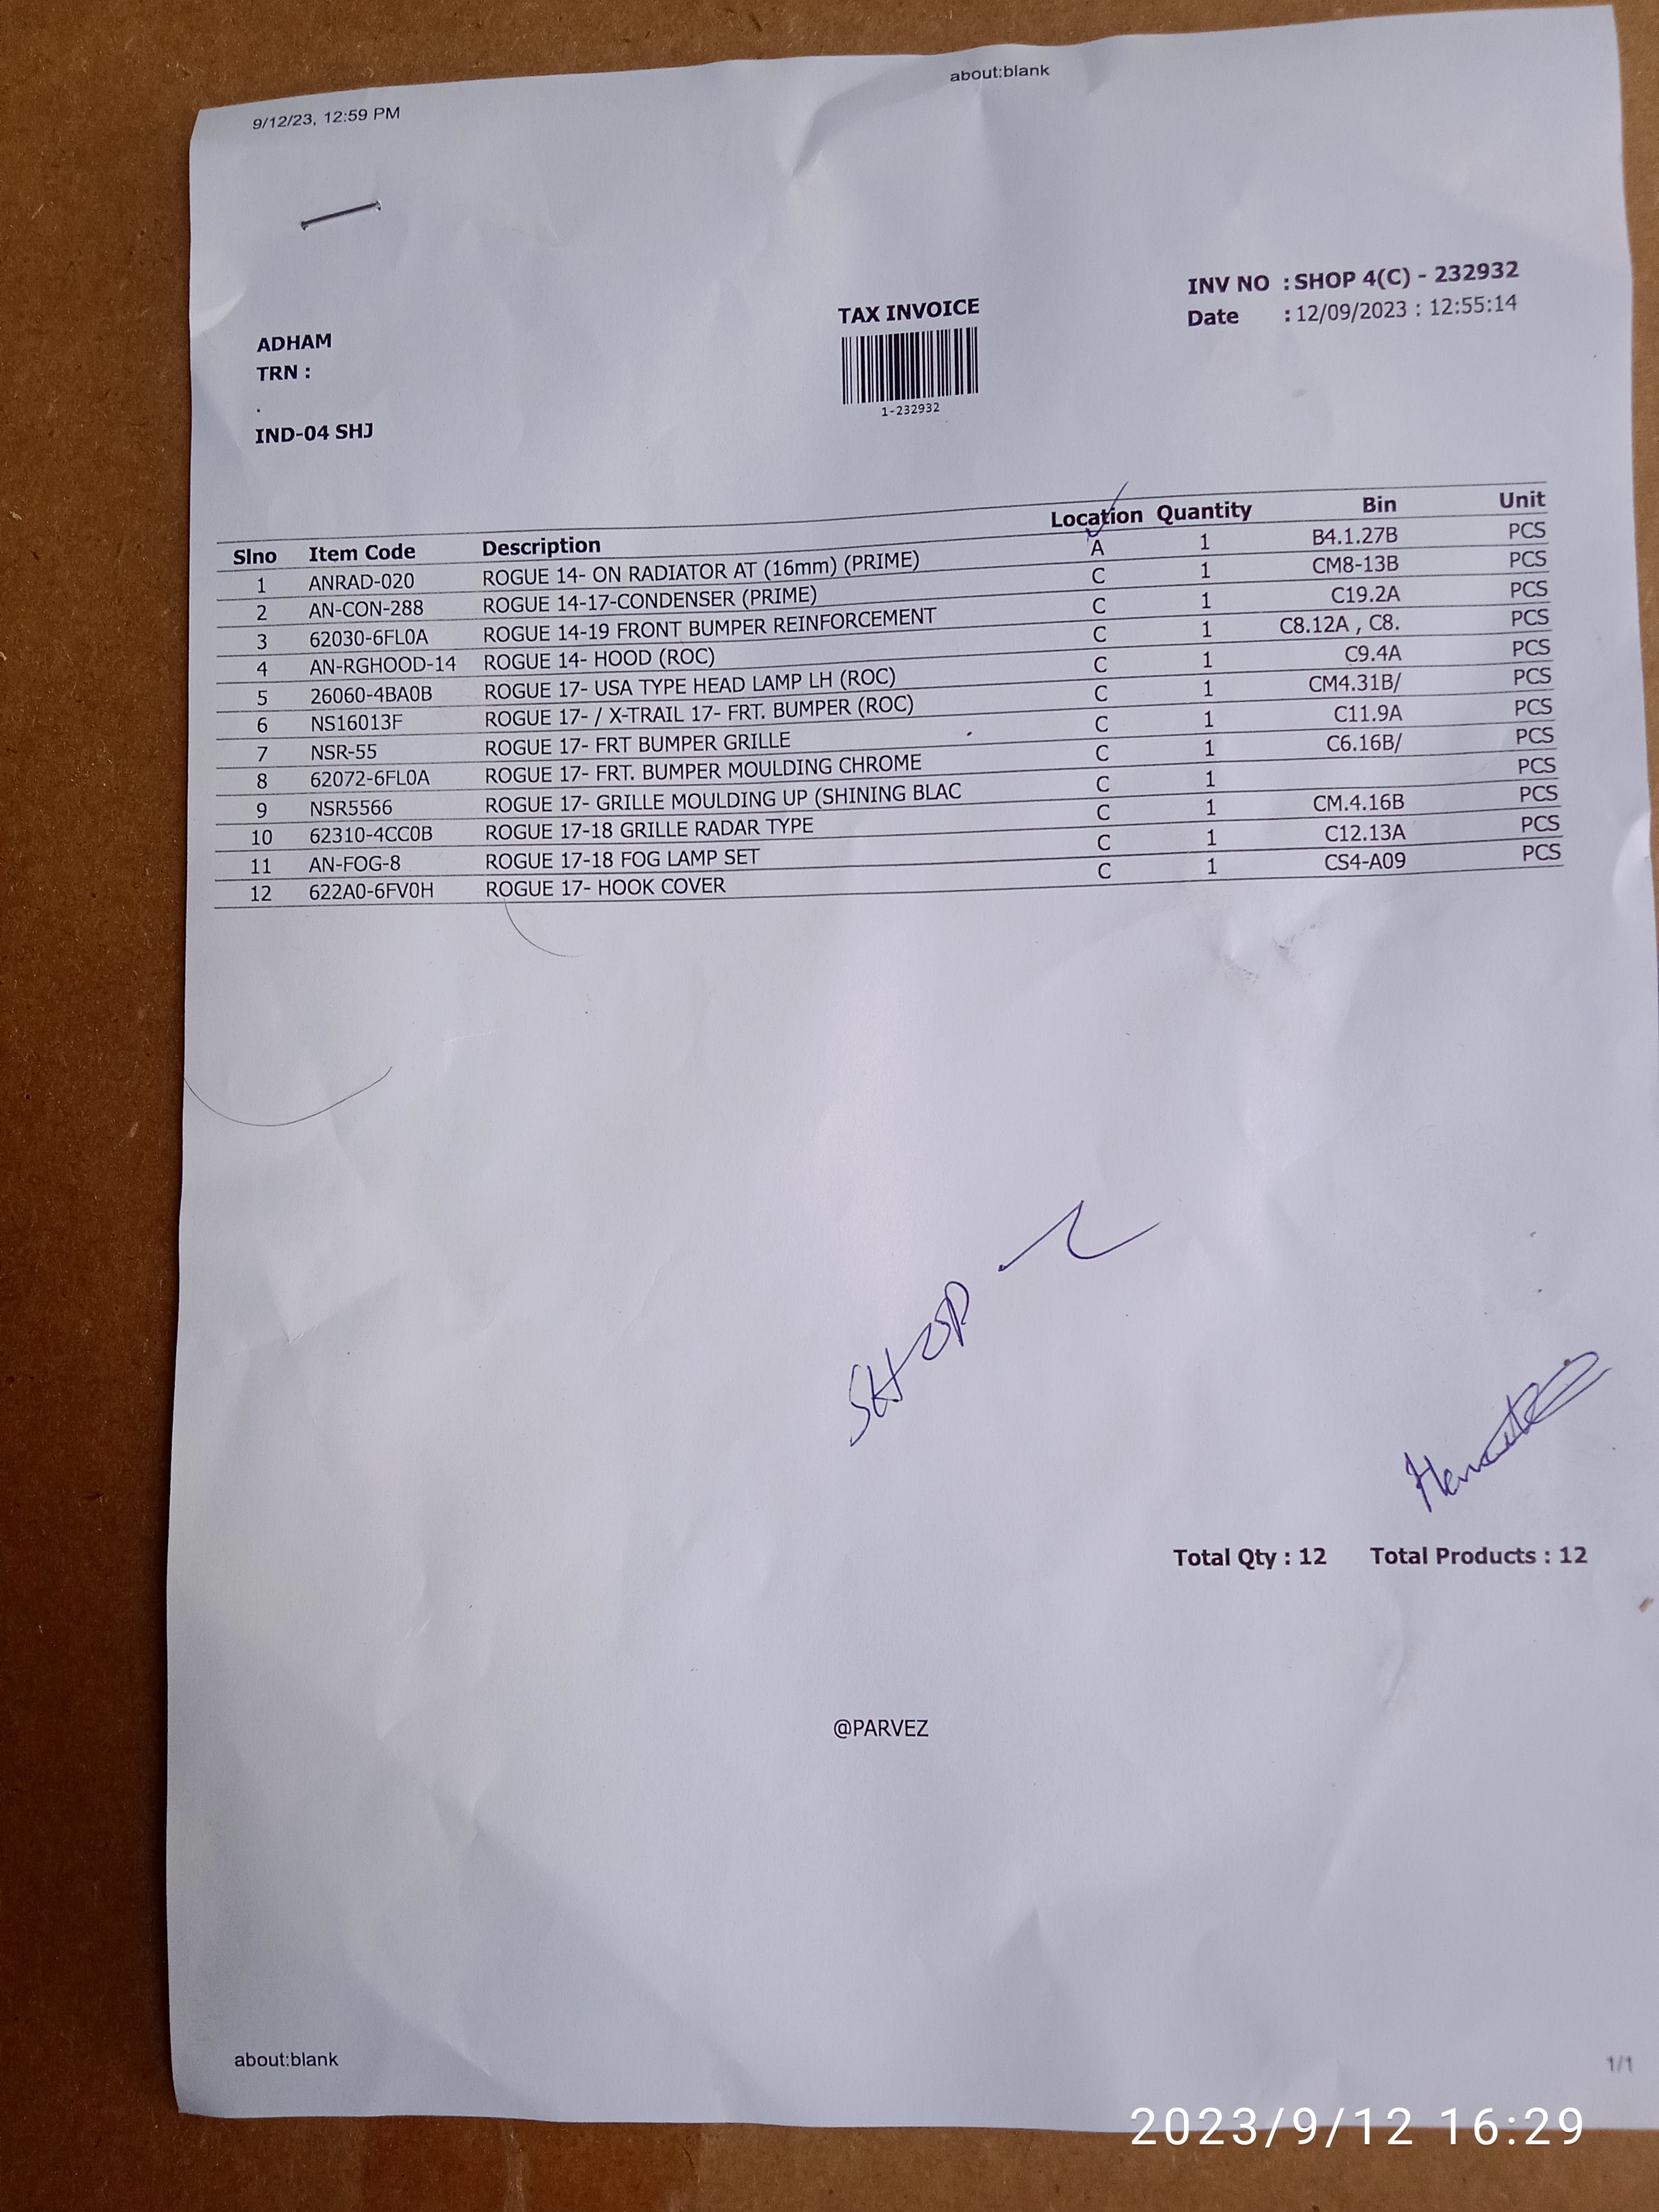 9/12/23, 12:59 PM about:blank
INV NO : SHOP 4(C) - 232932
TAX INVOICE
Date : 12/09/2023 : 12:55:14
ADHAM
TRN :
1-232932
.
IND-04 SHJ
Slno Item Code Description Location Quantity Bin Unit
1 ANRAD-020 ROGUE 14- ON RADIATOR AT (16mm) (PRIME) A 1 B4.1.27B PCS
2 AN-CON-288 ROGUE 14-17-CONDENSER (PRIME) C 1 CM8-13B PCS
3 62030-6FL0A ROGUE 14-19 FRONT BUMPER REINFORCEMENT C 1 C19.2A PCS
4 AN-RGHOOD-14 ROGUE 14- HOOD (ROC) C 1 C8.12A , C8. PCS
5 26060-4BA0B ROGUE 17- USA TYPE HEAD LAMP LH (ROC) C 1 C9.4A PCS
6 NS16013F ROGUE 17- / X-TRAIL 17- FRT. BUMPER (ROC) C 1 CM4.31B/ PCS
7 NSR-55 ROGUE 17- FRT BUMPER GRILLE C 1 C11.9A PCS
8 62072-6FL0A ROGUE 17- FRT. BUMPER MOULDING CHROME C 1 C6.16B/ PCS
9 NSR5566 ROGUE 17- GRILLE MOULDING UP (SHINING BLAC C 1 PCS
10 62310-4CC0B ROGUE 17-18 GRILLE RADAR TYPE C 1 CM.4.16B PCS
11 AN-FOG-8 ROGUE 17-18 FOG LAMP SET C 1 C12.13A PCS
12 622A0-6FV0H ROGUE 17- HOOK COVER C 1 CS4-A09 PCS
SHOP
Total Qty : 12 Total Products : 12
@PARVEZ
about:blank 1/1
2023/9/12 16:29